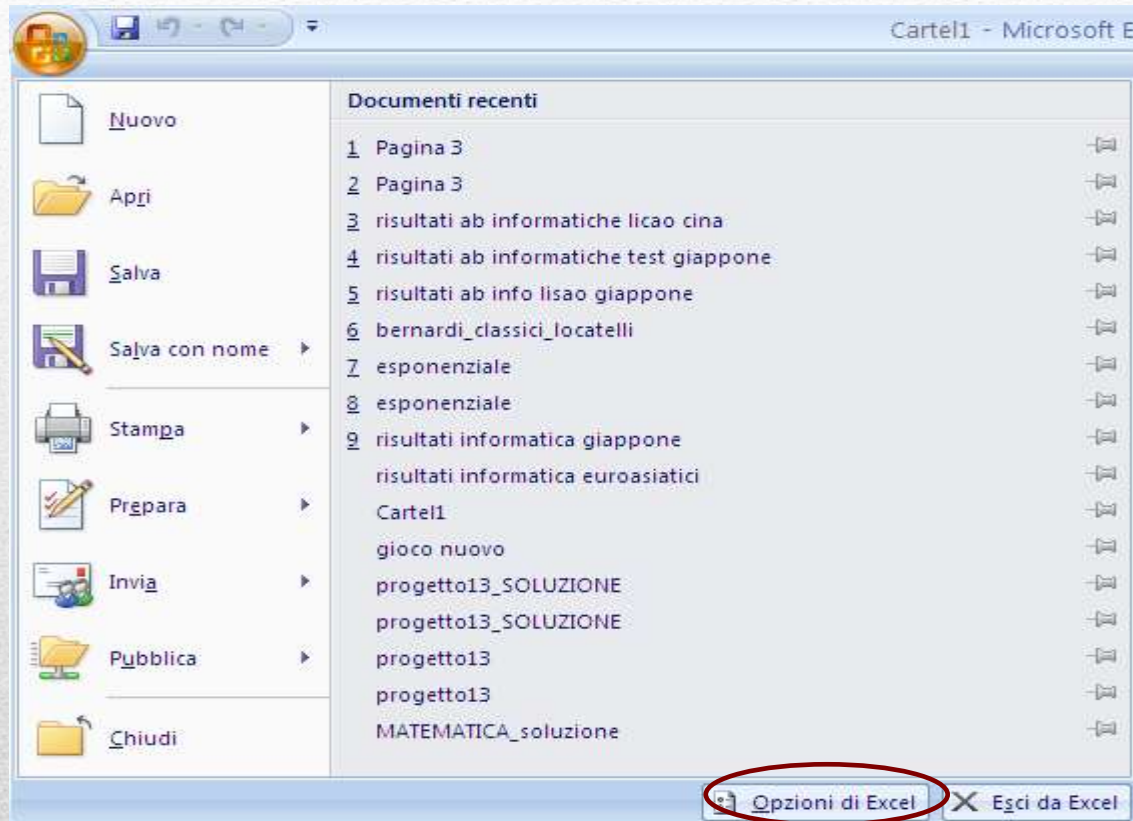 Cartel1 - Microsoft E
Nuovo
Apri
Salva
Salva con nome
Stampa
Prepara
Invia
Pubblica
Chiudi
Documenti recenti
1 Pagina 3
2 Pagina 3
3 risultati ab informatiche licao cina
4 risultati ab informatiche test giappone
5 risultati ab info lisao giappone
6 bernardi_classici_locatelli
7 esponenziale
8 esponenziale
9 risultati informatica giappone
risultati informatica euroasiatici
Cartel1
gioco nuovo
progetto13_SOLUZIONE
progetto13_SOLUZIONE
progetto13
progetto13
MATEMATICA_soluzione
Opzioni di Excel
Esci da Excel